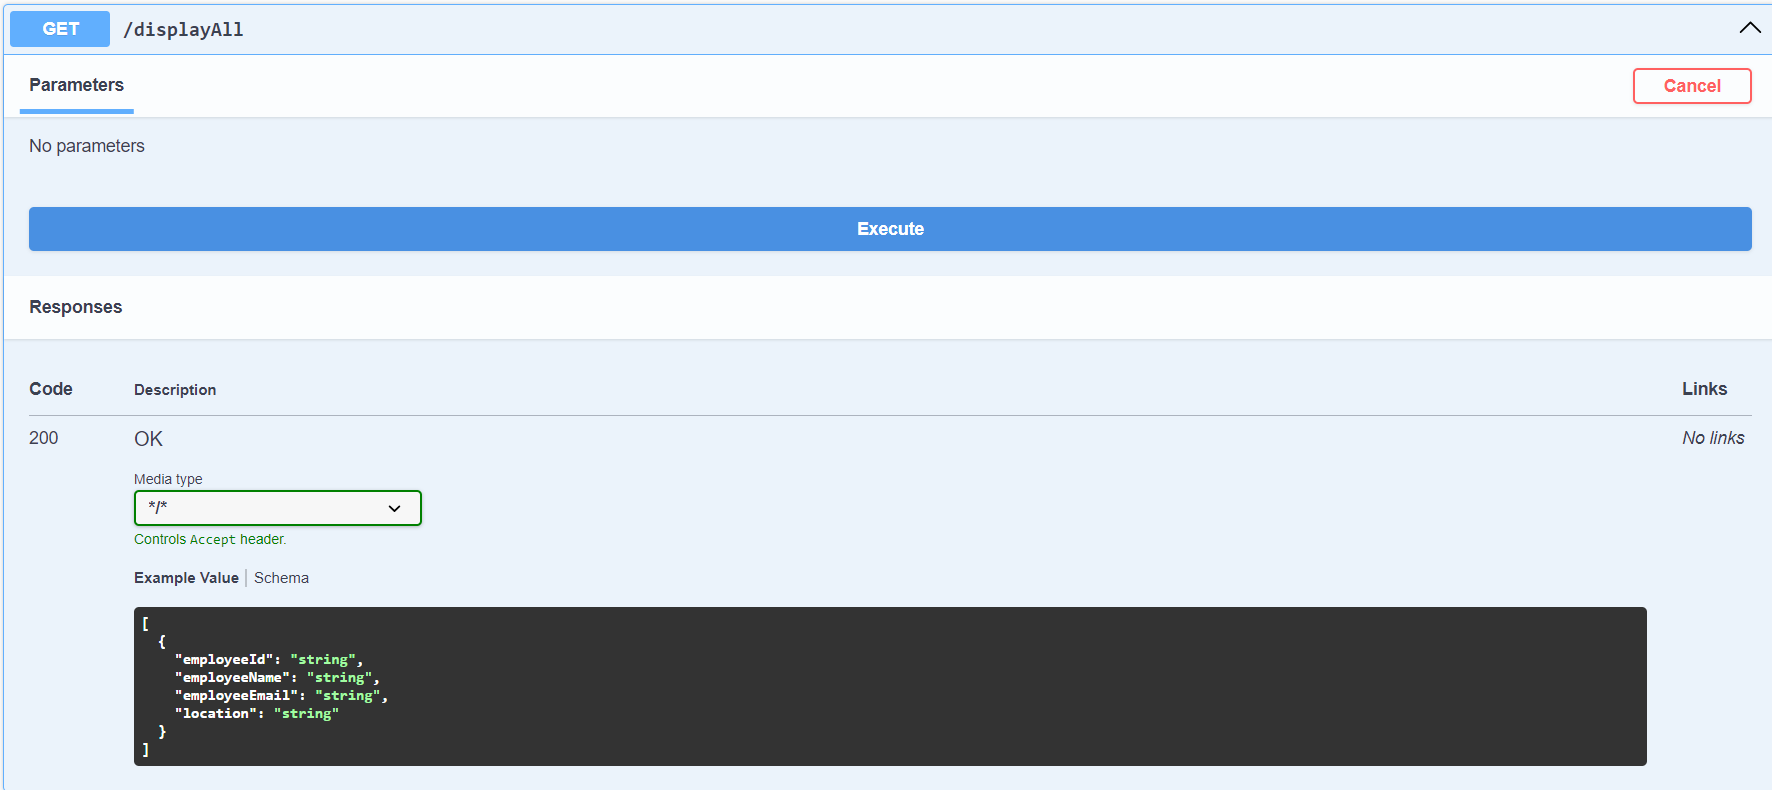 GET /displayAll
Parameters
Cancel
No parameters
Execute
Responses
Code Description Links
200 OK No links
Media type
*/*
Controls Accept header.
Example Value Schema
[
  {
    "employeeId": "string",
    "employeeName": "string",
    "employeeEmail": "string",
    "location": "string"
  }
]